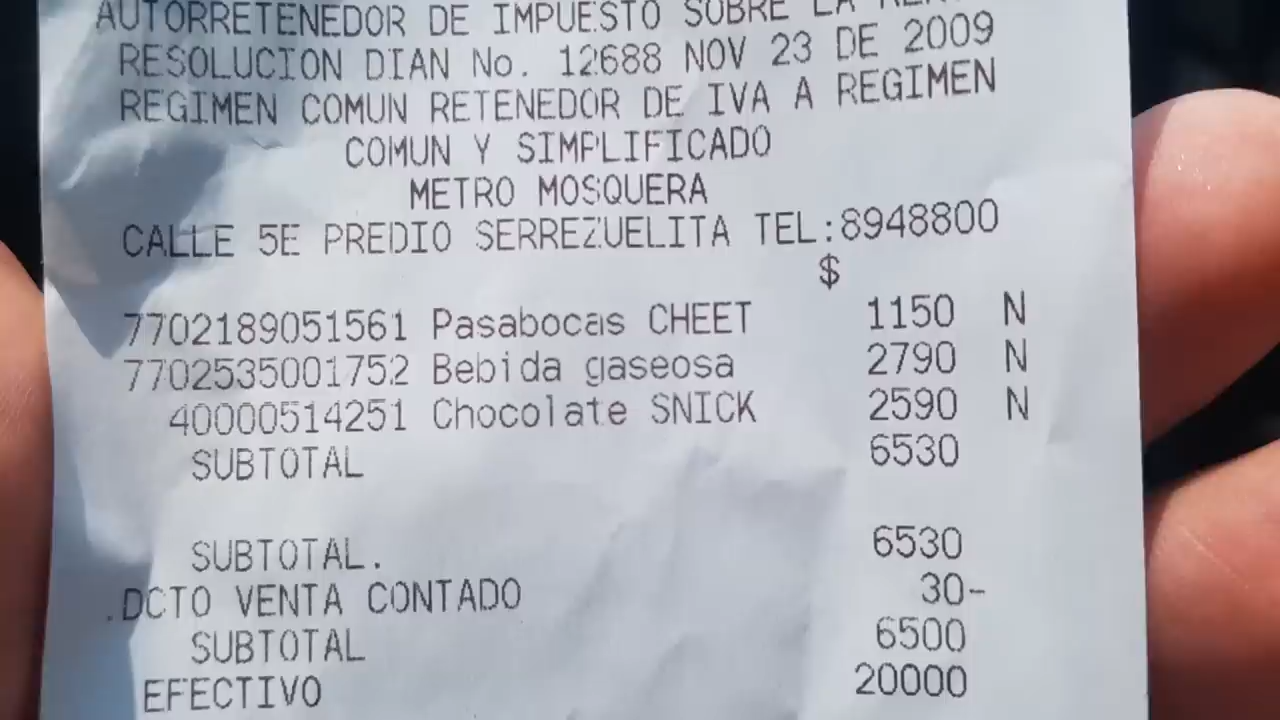 AUTORRETENEDOR DE IMPUESTO SOBRE LA
RESOLUCION DIAN No. 12688 NOV 23 DE 2009
REGIMEN COMUN RETENEDOR DE IVA A REGIMEN
COMUN Y SIMPLIFICADO
METRO MOSQUERA
CALLE 5E PREDIO SERREZUELITA TEL:8948800
$
7702189051561 Pasabocas CHEET 1150 N
7702535001752 Bebida gaseosa 2790 N
40000514251 Chocolate SNICK 2590 N
SUBTOTAL 6530
SUBTOTAL. 6530
.DCTO VENTA CONTADO 30-
SUBTOTAL 6500
EFECTIVO 20000